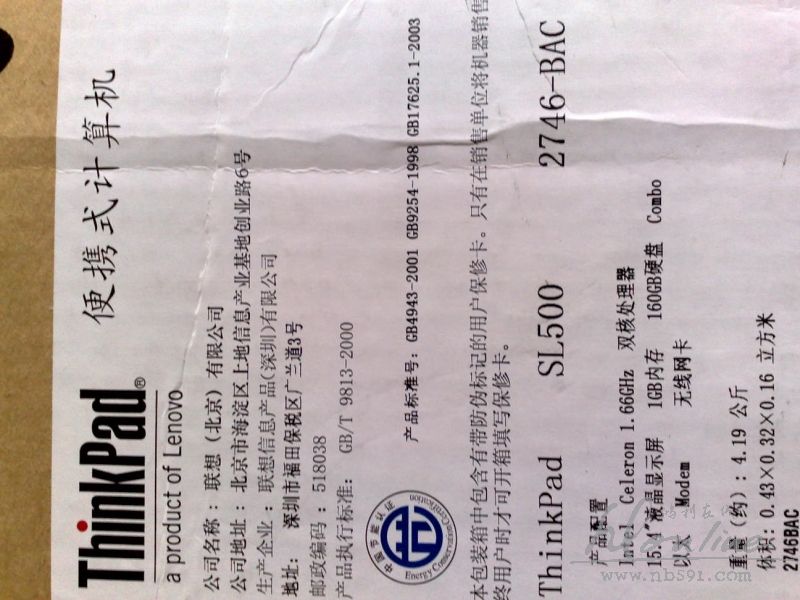 ThinkPad® 便携式计算机
a product of Lenovo
公司名称：联想（北京）有限公司
公司地址：北京市海淀区上地信息产业基地创业路6号
生产企业：联想信息产品(深圳)有限公司
地址： 深圳市福田保税区广兰道3号
邮政编码：518038
产品执行标准： GB/T 9813-2000
中国节能认证
Energy Conservation Certification
产品标准号：GB4943-2001 GB9254-1998 GB17625.1-2003
本包装箱中包含有带防伪标记的用户保修卡。只有在销售单位将机器销售
终用户时才可开箱填写保修卡。
ThinkPad SL500 2746-BAC
产品配置
Intel Celeron 1.66GHz 双核处理器
15.4"液晶显示屏 1GB内存 160GB硬盘 Combo
以太 Modem 无线网卡
重量（约）：4.19 公斤
体积：0.43×0.32×0.16 立方米
2746BAC
www.nb591.com